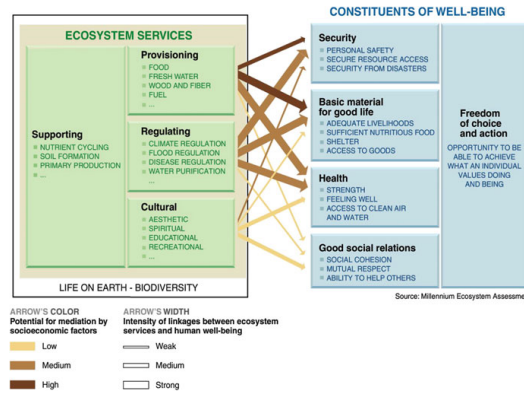 CONSTITUENTS OF WELL-BEING
ECOSYSTEM SERVICES
Provisioning
FOOD
FRESH WATER
WOOD AND FIBER
FUEL
...
Supporting
NUTRIENT CYCLING
SOIL FORMATION
PRIMARY PRODUCTION
...
Regulating
CLIMATE REGULATION
FLOOD REGULATION
DISEASE REGULATION
WATER PURIFICATION
...
Cultural
AESTHETIC
SPIRITUAL
EDUCATIONAL
RECREATIONAL
...
LIFE ON EARTH - BIODIVERSITY
Security
PERSONAL SAFETY
SECURE RESOURCE ACCESS
SECURITY FROM DISASTERS
Basic material
for good life
ADEQUATE LIVELIHOODS
SUFFICIENT NUTRITIOUS FOOD
SHELTER
ACCESS TO GOODS
Health
STRENGTH
FEELING WELL
ACCESS TO CLEAN AIR
AND WATER
Good social relations
SOCIAL COHESION
MUTUAL RESPECT
ABILITY TO HELP OTHERS
Freedom
of choice
and action
OPPORTUNITY TO BE
ABLE TO ACHIEVE
WHAT AN INDIVIDUAL
VALUES DOING
AND BEING
Source: Millennium Ecosystem Assessme
ARROW'S COLOR
Potential for mediation by
socioeconomic factors
Low
Medium
High
ARROW'S WIDTH
Intensity of linkages between ecosystem
services and human well-being
Weak
Medium
Strong